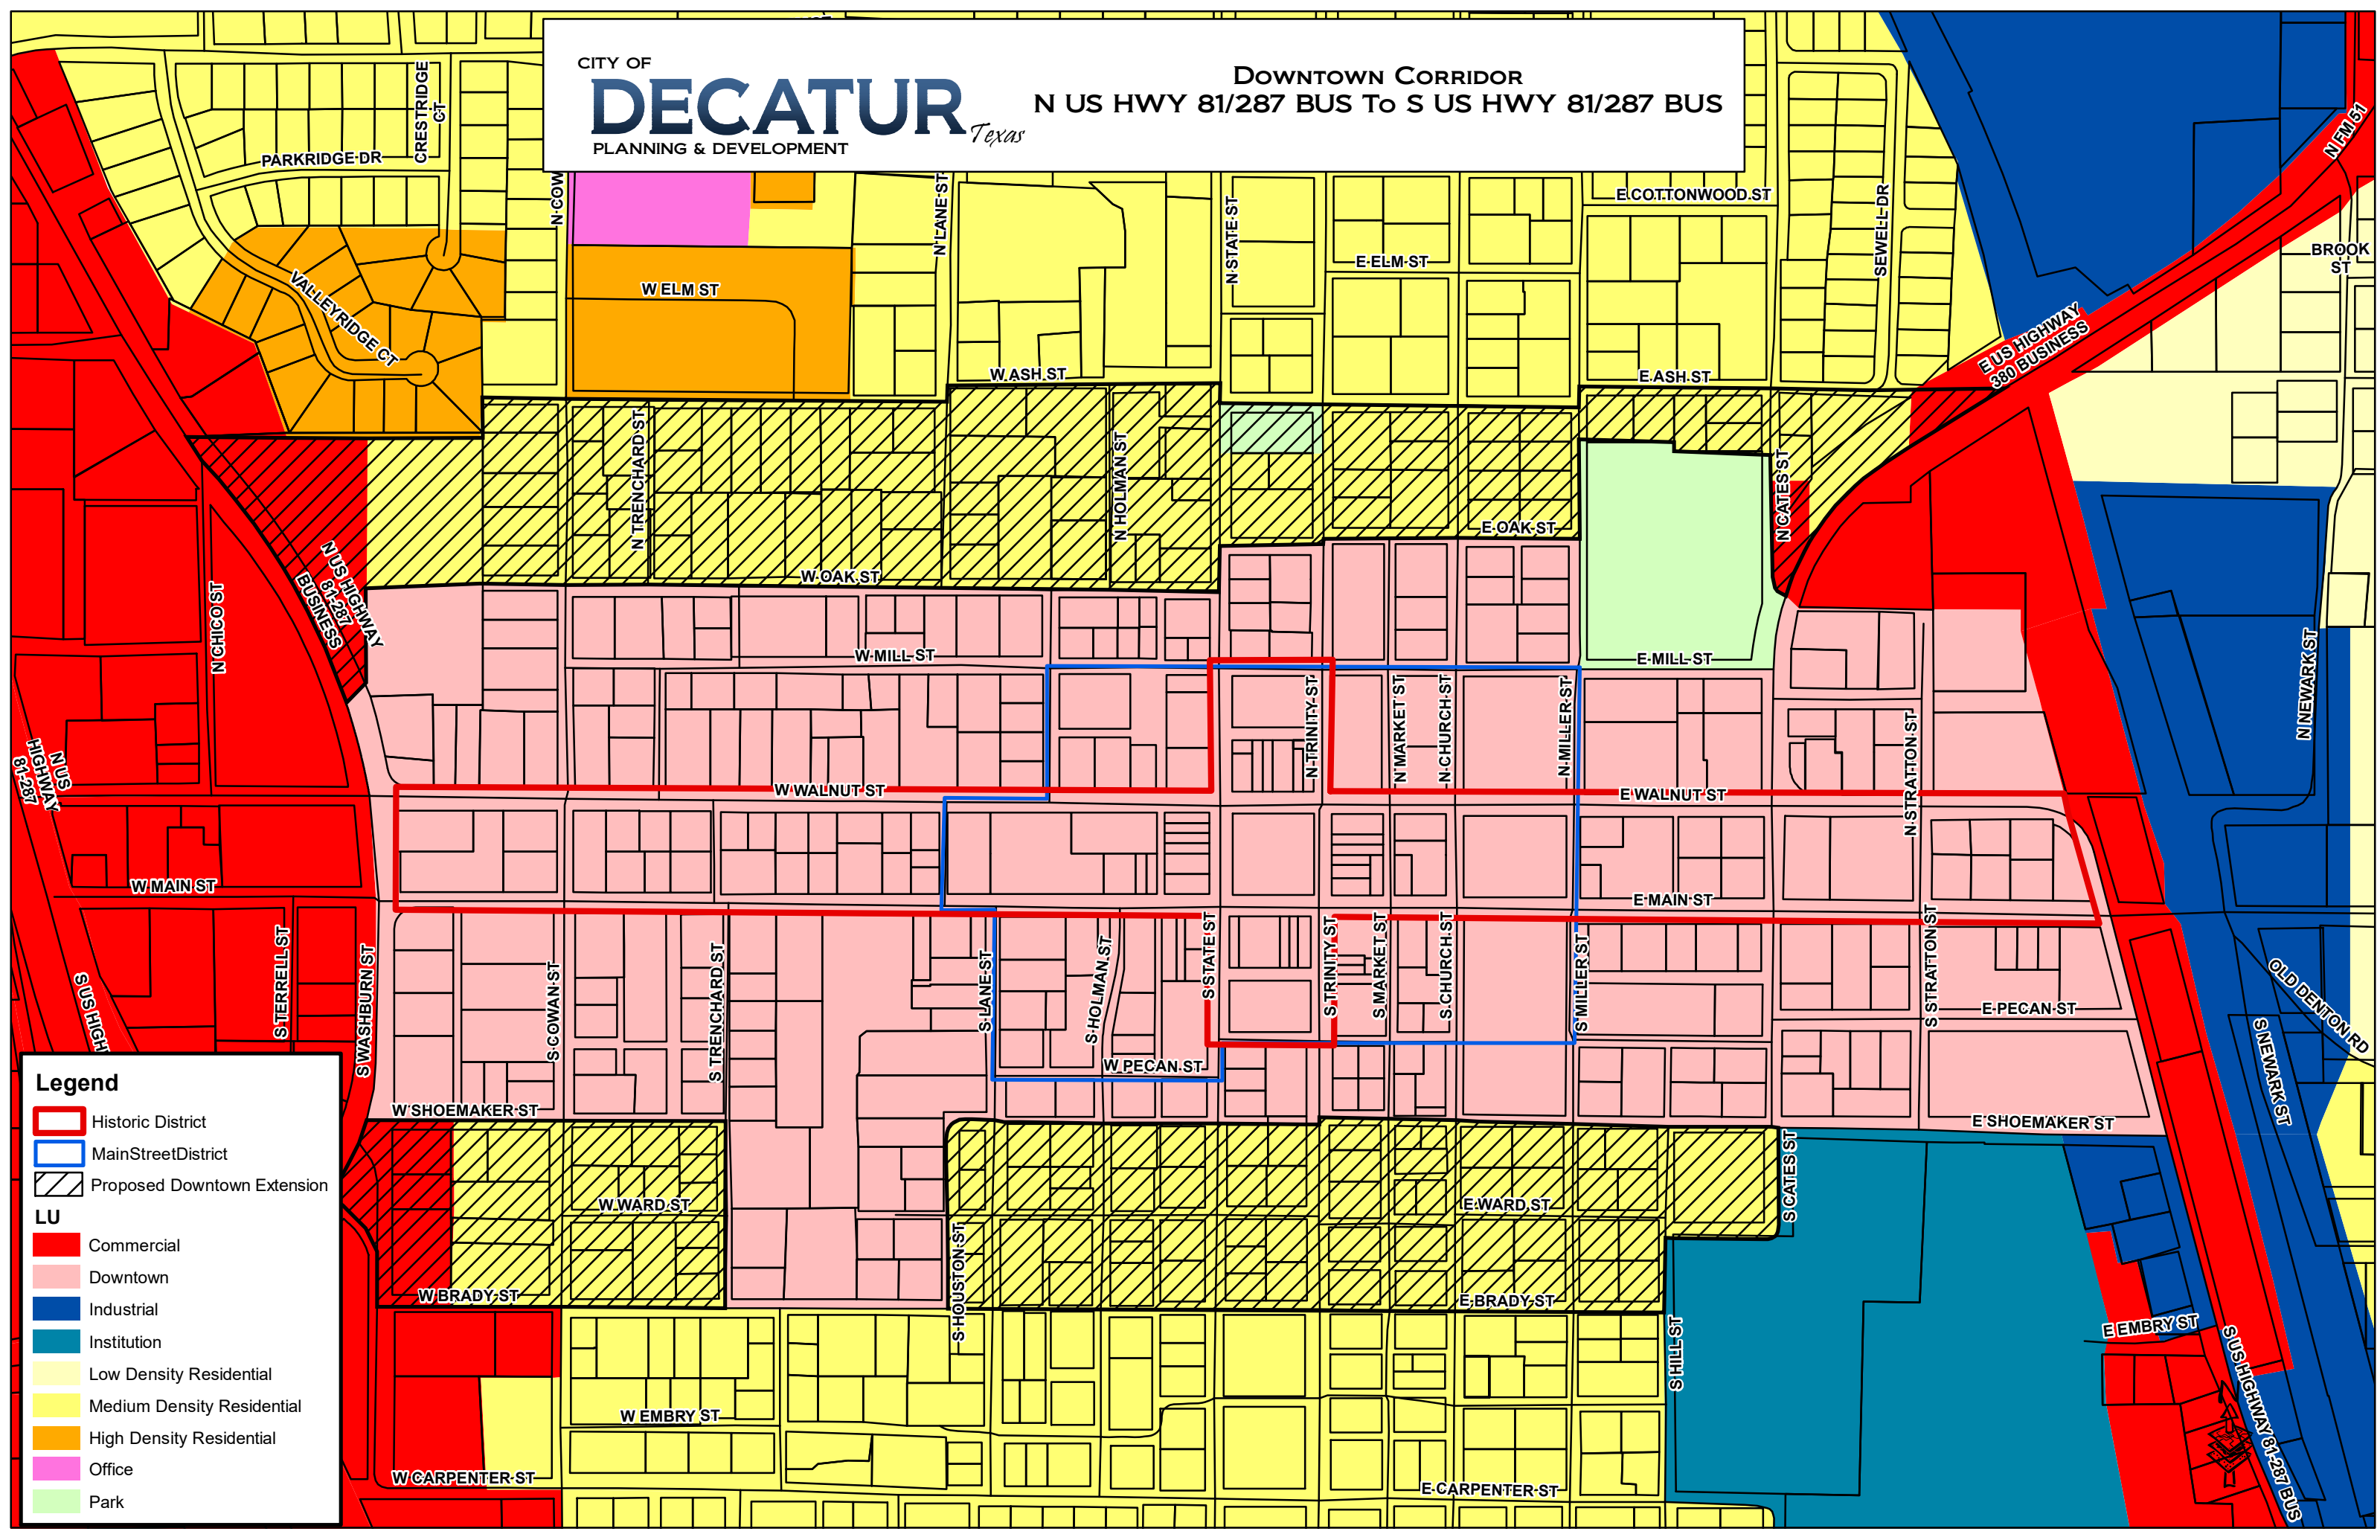 CITY OF
DECATUR
Texas
PLANNING & DEVELOPMENT
DOWNTOWN CORRIDOR
N US HWY 81/287 BUS TO S US HWY 81/287 BUS
CRESTRIDGE
CT
PARKRIDGE DR
N COW
N LANE ST
N STATE ST
E COTTONWOOD ST
SEWELL DR
N FM 51
BROOK
ST
E ELM ST
W ELM ST
VALLEYRIDGE CT
E US HIGHWAY
380 BUSINESS
W ASH ST
E ASH ST
N TRENCHARD ST
N HOLMAN ST
N CATES ST
E OAK ST
W OAK ST
N US HIGHWAY
81-287
BUSINESS
N CHICO ST
W MILL ST
E MILL ST
N NEWARK ST
N TRINITY ST
N MARKET ST
N CHURCH ST
N MILLER ST
N STRATTON ST
N US
HIGHWAY
81-287
W WALNUT ST
E WALNUT ST
W MAIN ST
E MAIN ST
S TERRELL ST
S WASHBURN ST
S COWAN ST
S TRENCHARD ST
S LANE ST
S HOLMAN ST
S STATE ST
S TRINITY ST
S MARKET ST
S CHURCH ST
S MILLER ST
S STRATTON ST
OLD DENTON RD
S US HIGH
E PECAN ST
W PECAN ST
S NEWARK ST
W SHOEMAKER ST
E SHOEMAKER ST
S CATES ST
W WARD ST
E WARD ST
S HOUSTON ST
W BRADY ST
E BRADY ST
S HILL ST
E EMBRY ST
S US HIGHWAY 81-287 BUS
W EMBRY ST
W CARPENTER ST
E CARPENTER ST
Legend
Historic District
MainStreetDistrict
Proposed Downtown Extension
LU
Commercial
Downtown
Industrial
Institution
Low Density Residential
Medium Density Residential
High Density Residential
Office
Park